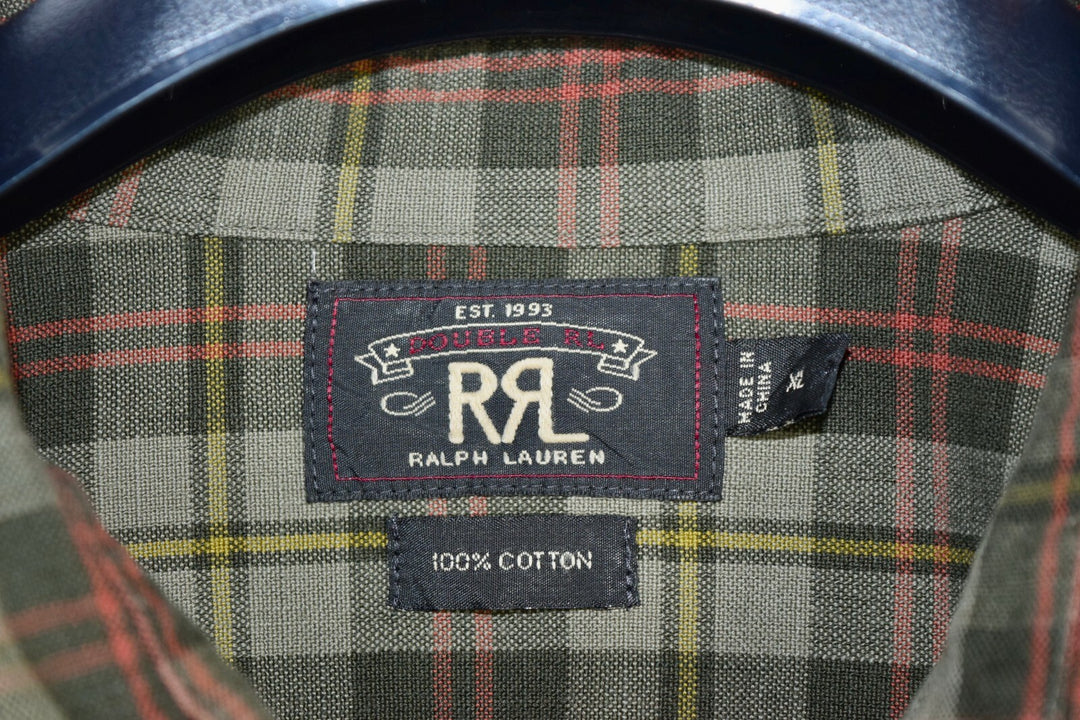 EST. 1993
DOUBLE RL
RRL
RALPH LAUREN
MADE IN
CHINA
XL
100% COTTON